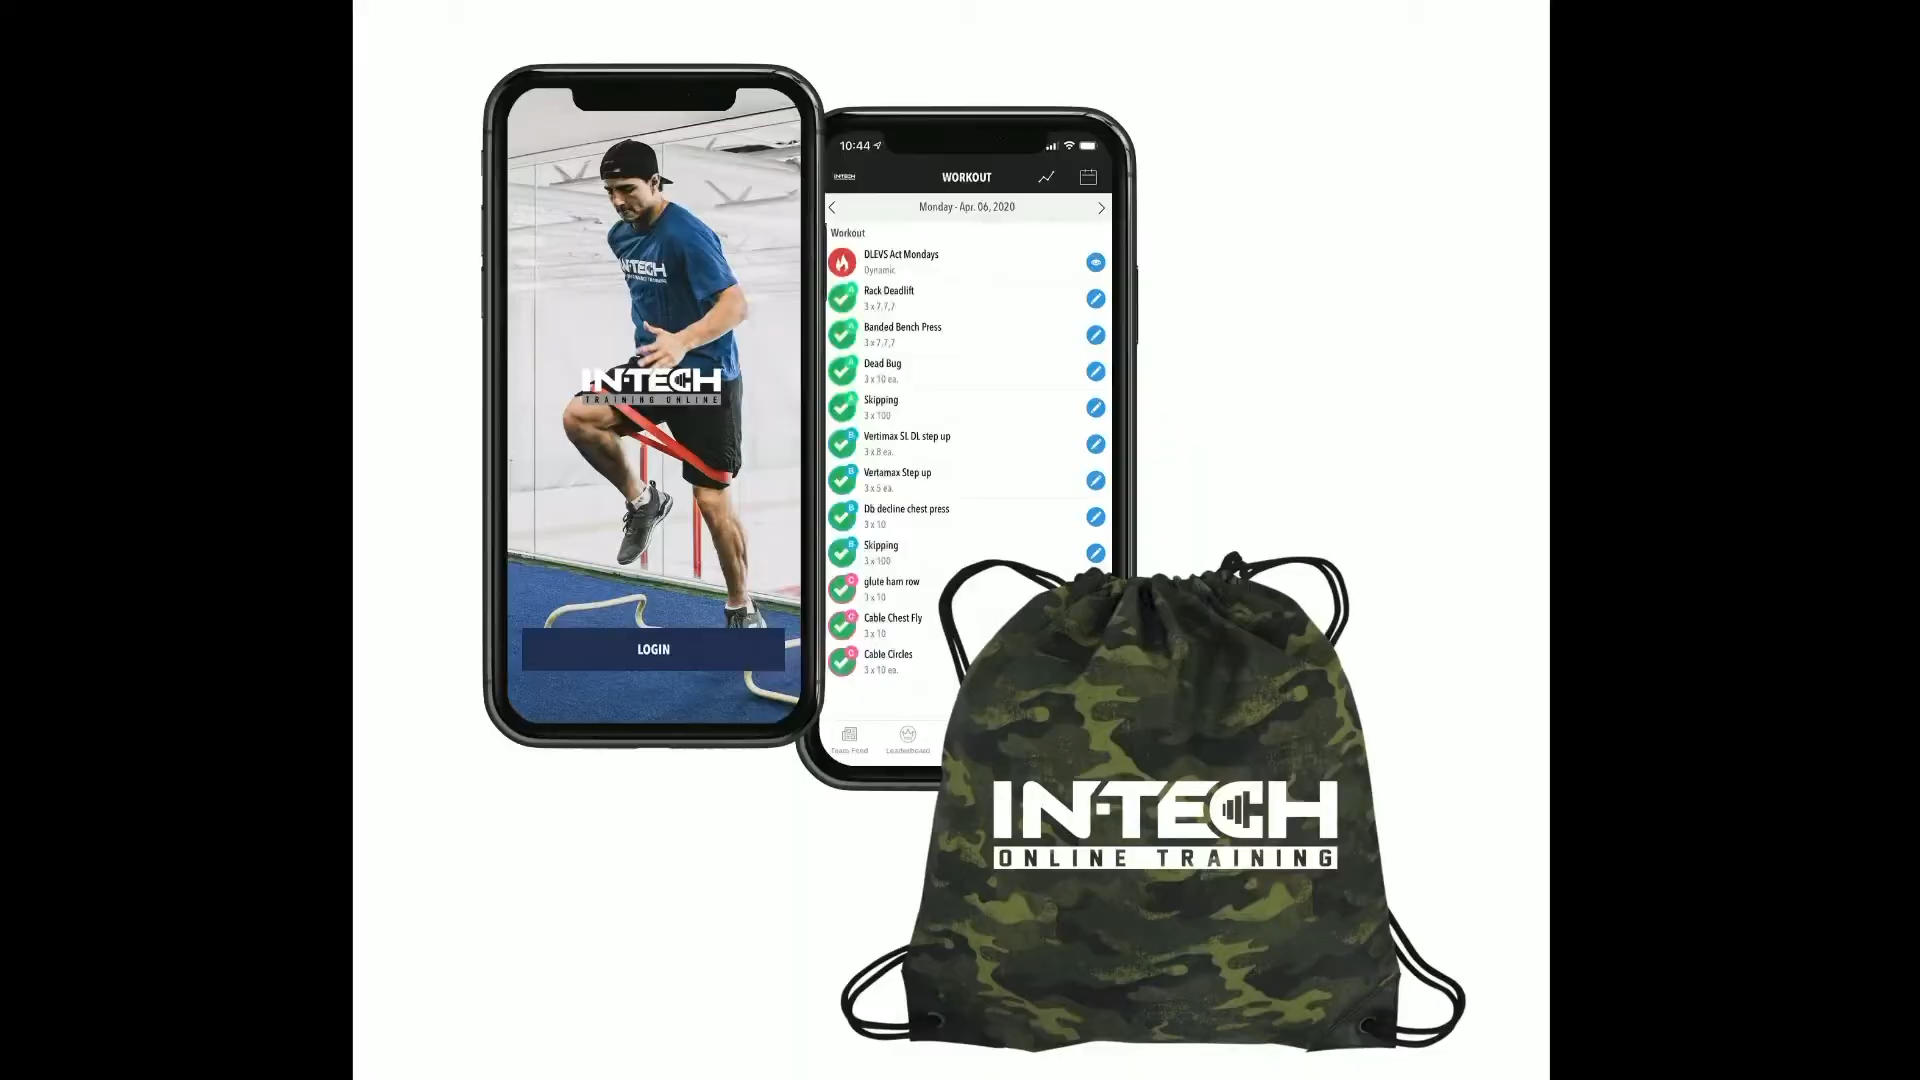 IN-TECH
IN-TECH
TRAINING ONLINE
LOGIN
10:44
IN-TECH
WORKOUT
Monday - Apr. 06, 2020
Workout
DLEVS Act Mondays
Dynamic
A
Rack Deadlift
3 x 7,7,7
A
Banded Bench Press
3 x 7,7,7
A
Dead Bug
3 x 10 ea.
A
Skipping
3 x 100
B
Vertimax SL DL step up
3 x 8 ea.
B
Vertamax Step up
3 x 5 ea.
B
Db decline chest press
3 x 10
B
Skipping
3 x 100
C
glute ham row
3 x 10
C
Cable Chest Fly
3 x 10
C
Cable Circles
3 x 10 ea.
Team Feed
Leaderboard
IN-TECH
ONLINE TRAINING